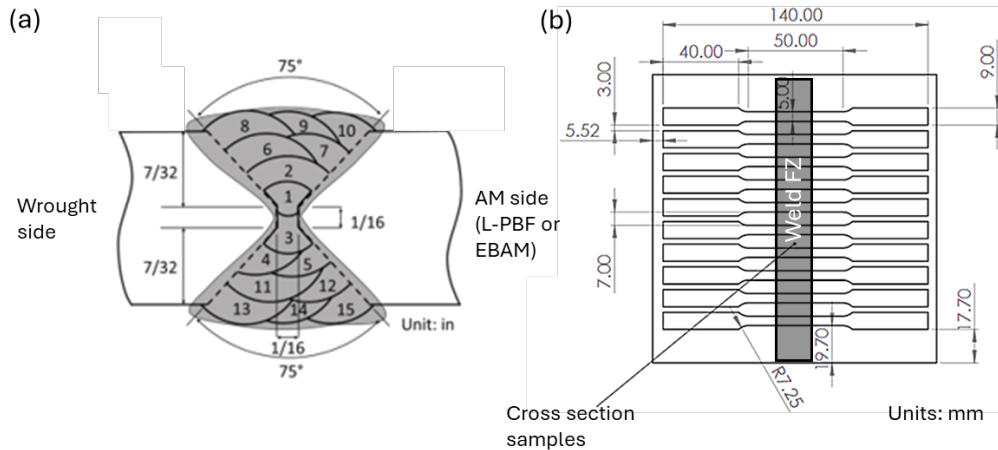 (a)
75°
8
9
10
6
7
2
1
3
4
5
11
12
13
14
15
7/32
7/32
1/16
Wrought
side
AM side
(L-PBF or
EBAM)
Unit: in
1/16
75°
(b)
140.00
40.00
50.00
9.00
3.00
5.00
5.52
Weld FZ
7.00
17.70
19.70
R7.25
Cross section
samples
Units: mm